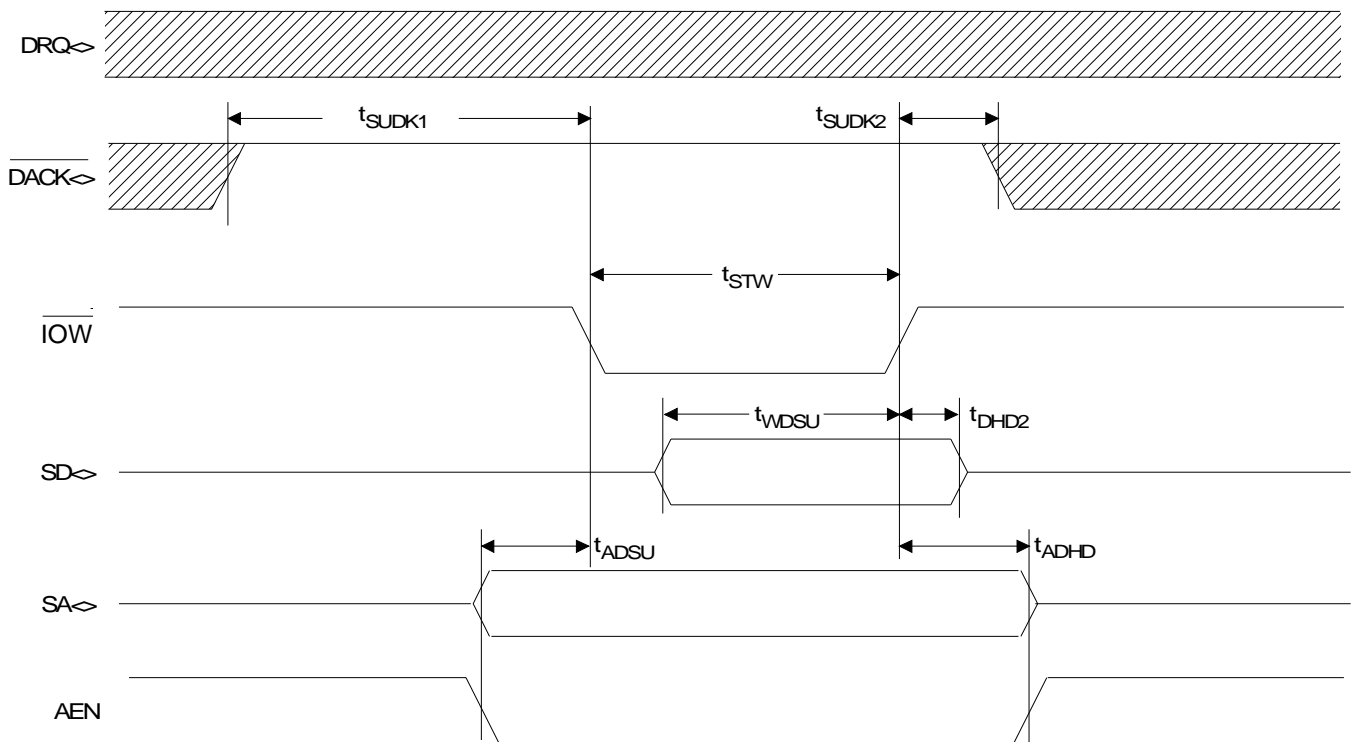 DRQ<>
tSUDK1
tSUDK2
DACK<>
tSTW
IOW
tWDSU
tDHD2
SD<>
tADSU
tADHD
SA<>
AEN